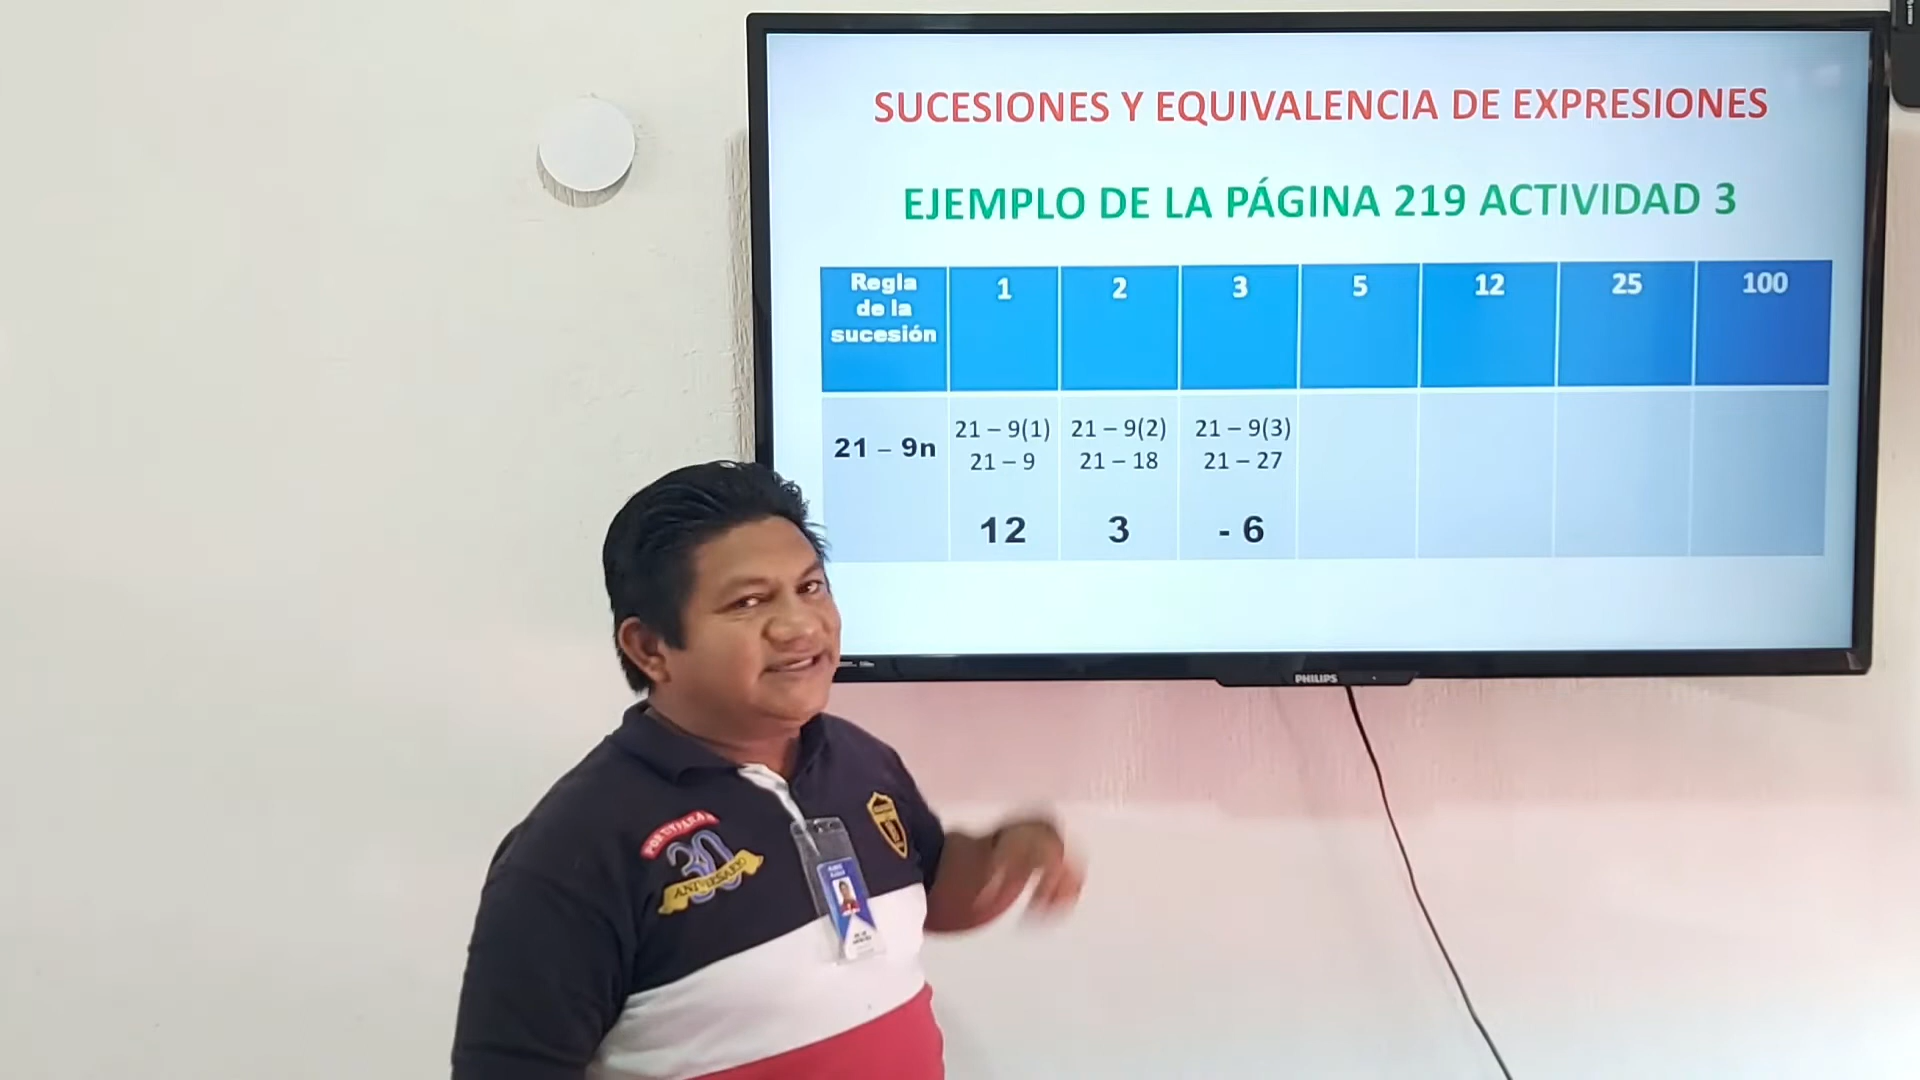 SUCESIONES Y EQUIVALENCIA DE EXPRESIONES
EJEMPLO DE LA PÁGINA 219 ACTIVIDAD 3
Regla
de la
sucesión
1
2
3
5
12
25
100
21 – 9n
21 – 9(1)
21 – 9
12
21 – 9(2)
21 – 18
3
21 – 9(3)
21 – 27
- 6
PHILIPS
30
ANIVERSARIO